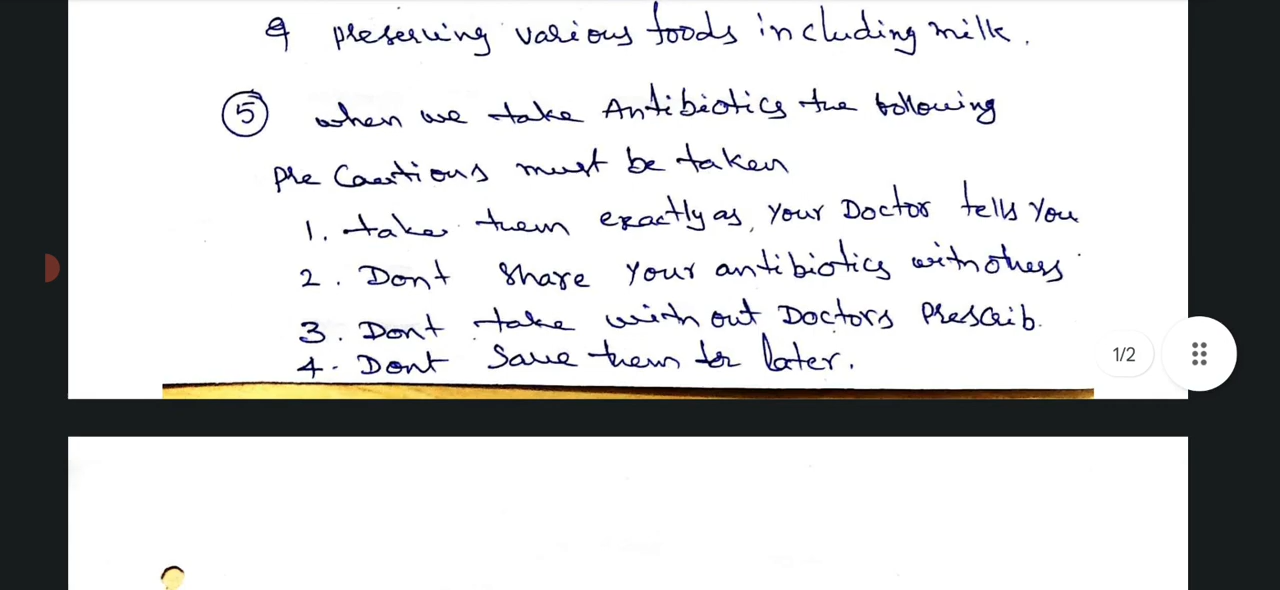 & preserving various foods including milk.
5 when we take Antibiotics the following
pre Cautions must be taken
1. take them exactly as your Doctor tells you
2. Dont share your antibiotics with others
3. Dont take with out Doctors prescrib.
4. Dont save them for later.
1/2